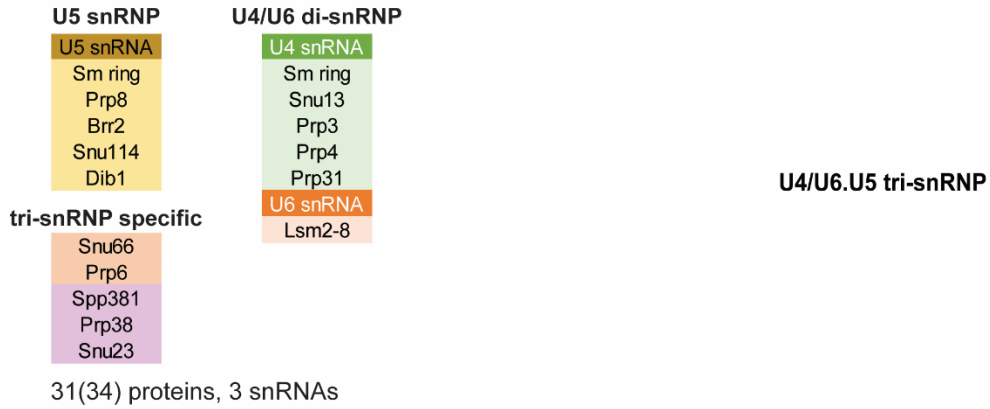 U5 snRNP
U5 snRNA
Sm ring
Prp8
Brr2
Snu114
Dib1
tri-snRNP specific
Snu66
Prp6
Spp381
Prp38
Snu23
U4/U6 di-snRNP
U4 snRNA
Sm ring
Snu13
Prp3
Prp4
Prp31
U6 snRNA
Lsm2-8
U4/U6.U5 tri-snRNP
31(34) proteins, 3 snRNAs